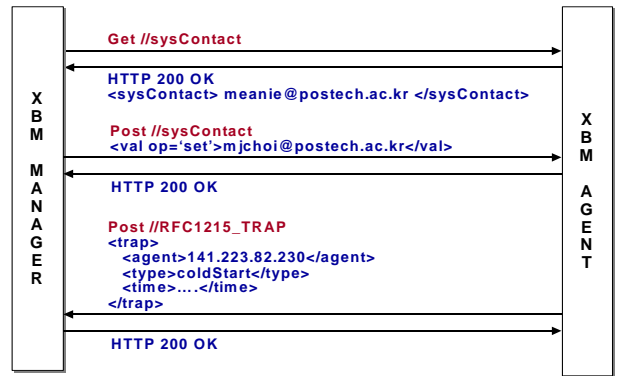 XBM MANAGER
Get //sysContact
HTTP 200 OK
<sysContact> meanie@postech.ac.kr </sysContact>
Post //sysContact
<val op=‘set’>mjchoi@postech.ac.kr</val>
HTTP 200 OK
Post //RFC1215_TRAP
<trap>
<agent>141.223.82.230</agent>
<type>coldStart</type>
<time>....</time>
</trap>
HTTP 200 OK
XBM AGENT